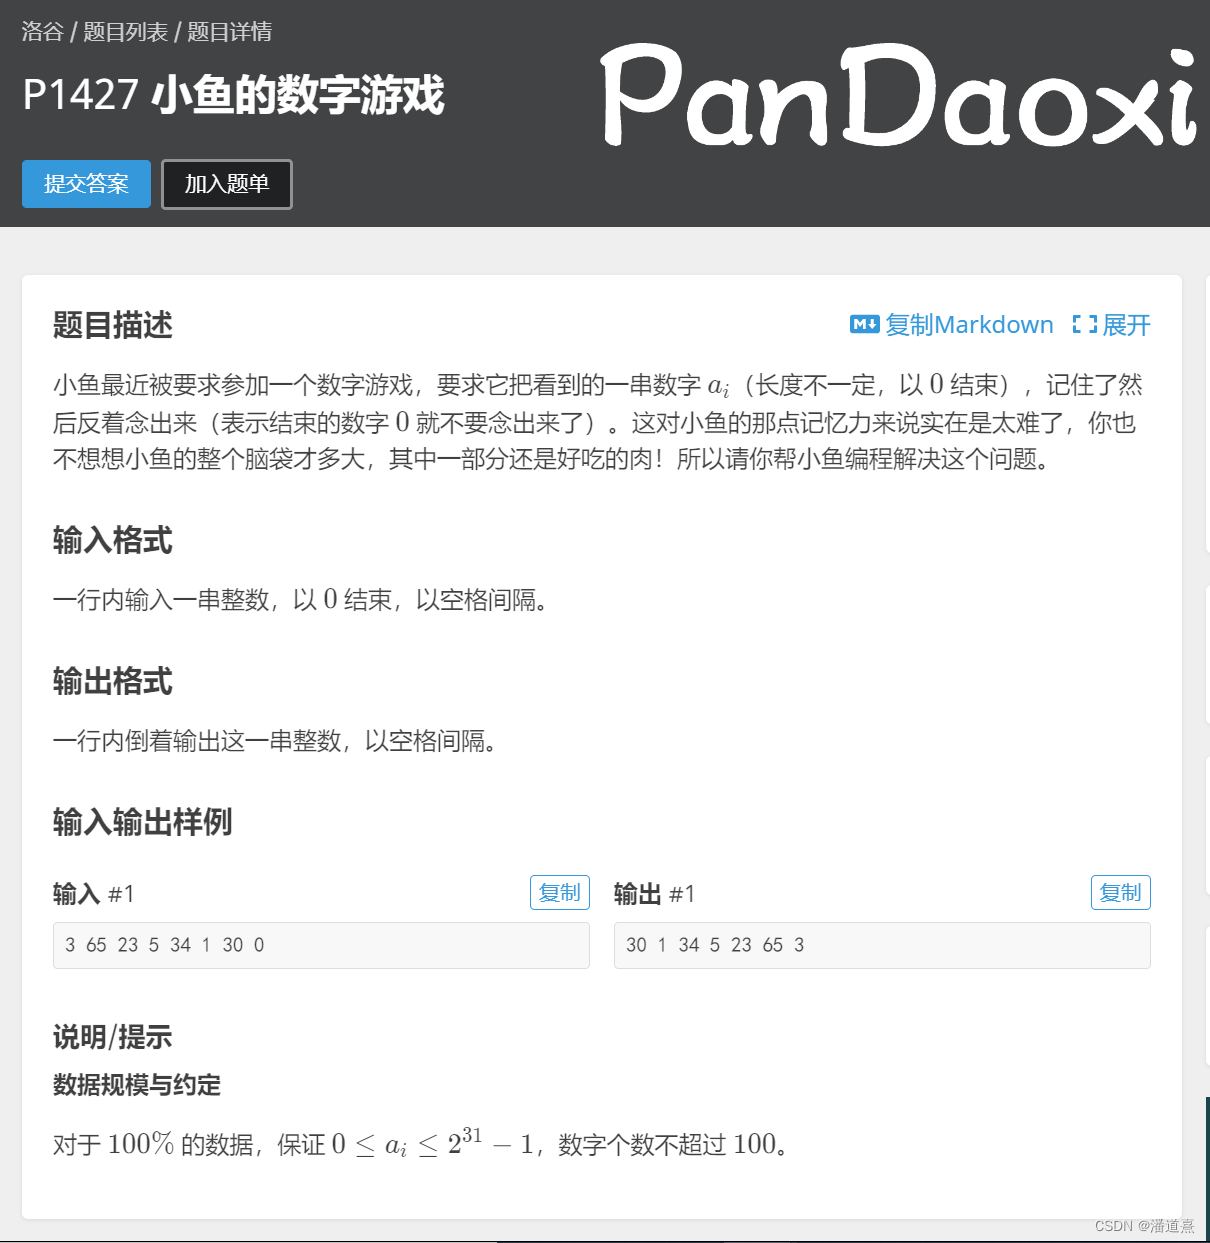 洛谷 / 题目列表 / 题目详情
P1427 小鱼的数字游戏
PanDaoxi
提交答案 加入题单
题目描述
复制Markdown 展开
小鱼最近被要求参加一个数字游戏，要求它把看到的一串数字 a_i（长度不一定，以 0 结束），记住了然
后反着念出来（表示结束的数字 0 就不要念出来了）。这对小鱼的那点记忆力来说实在是太难了，你也
不想想小鱼的整个脑袋才多大，其中一部分还是好吃的肉！所以请你帮小鱼编程解决这个问题。
输入格式
一行内输入一串整数，以 0 结束，以空格间隔。
输出格式
一行内倒着输出这一串整数，以空格间隔。
输入输出样例
输入 #1 复制 输出 #1 复制
3 65 23 5 34 1 30 0
30 1 34 5 23 65 3
说明/提示
数据规模与约定
对于 100% 的数据，保证 0 ≤ a_i ≤ 2^31 − 1，数字个数不超过 100。
CSDN @潘道熹